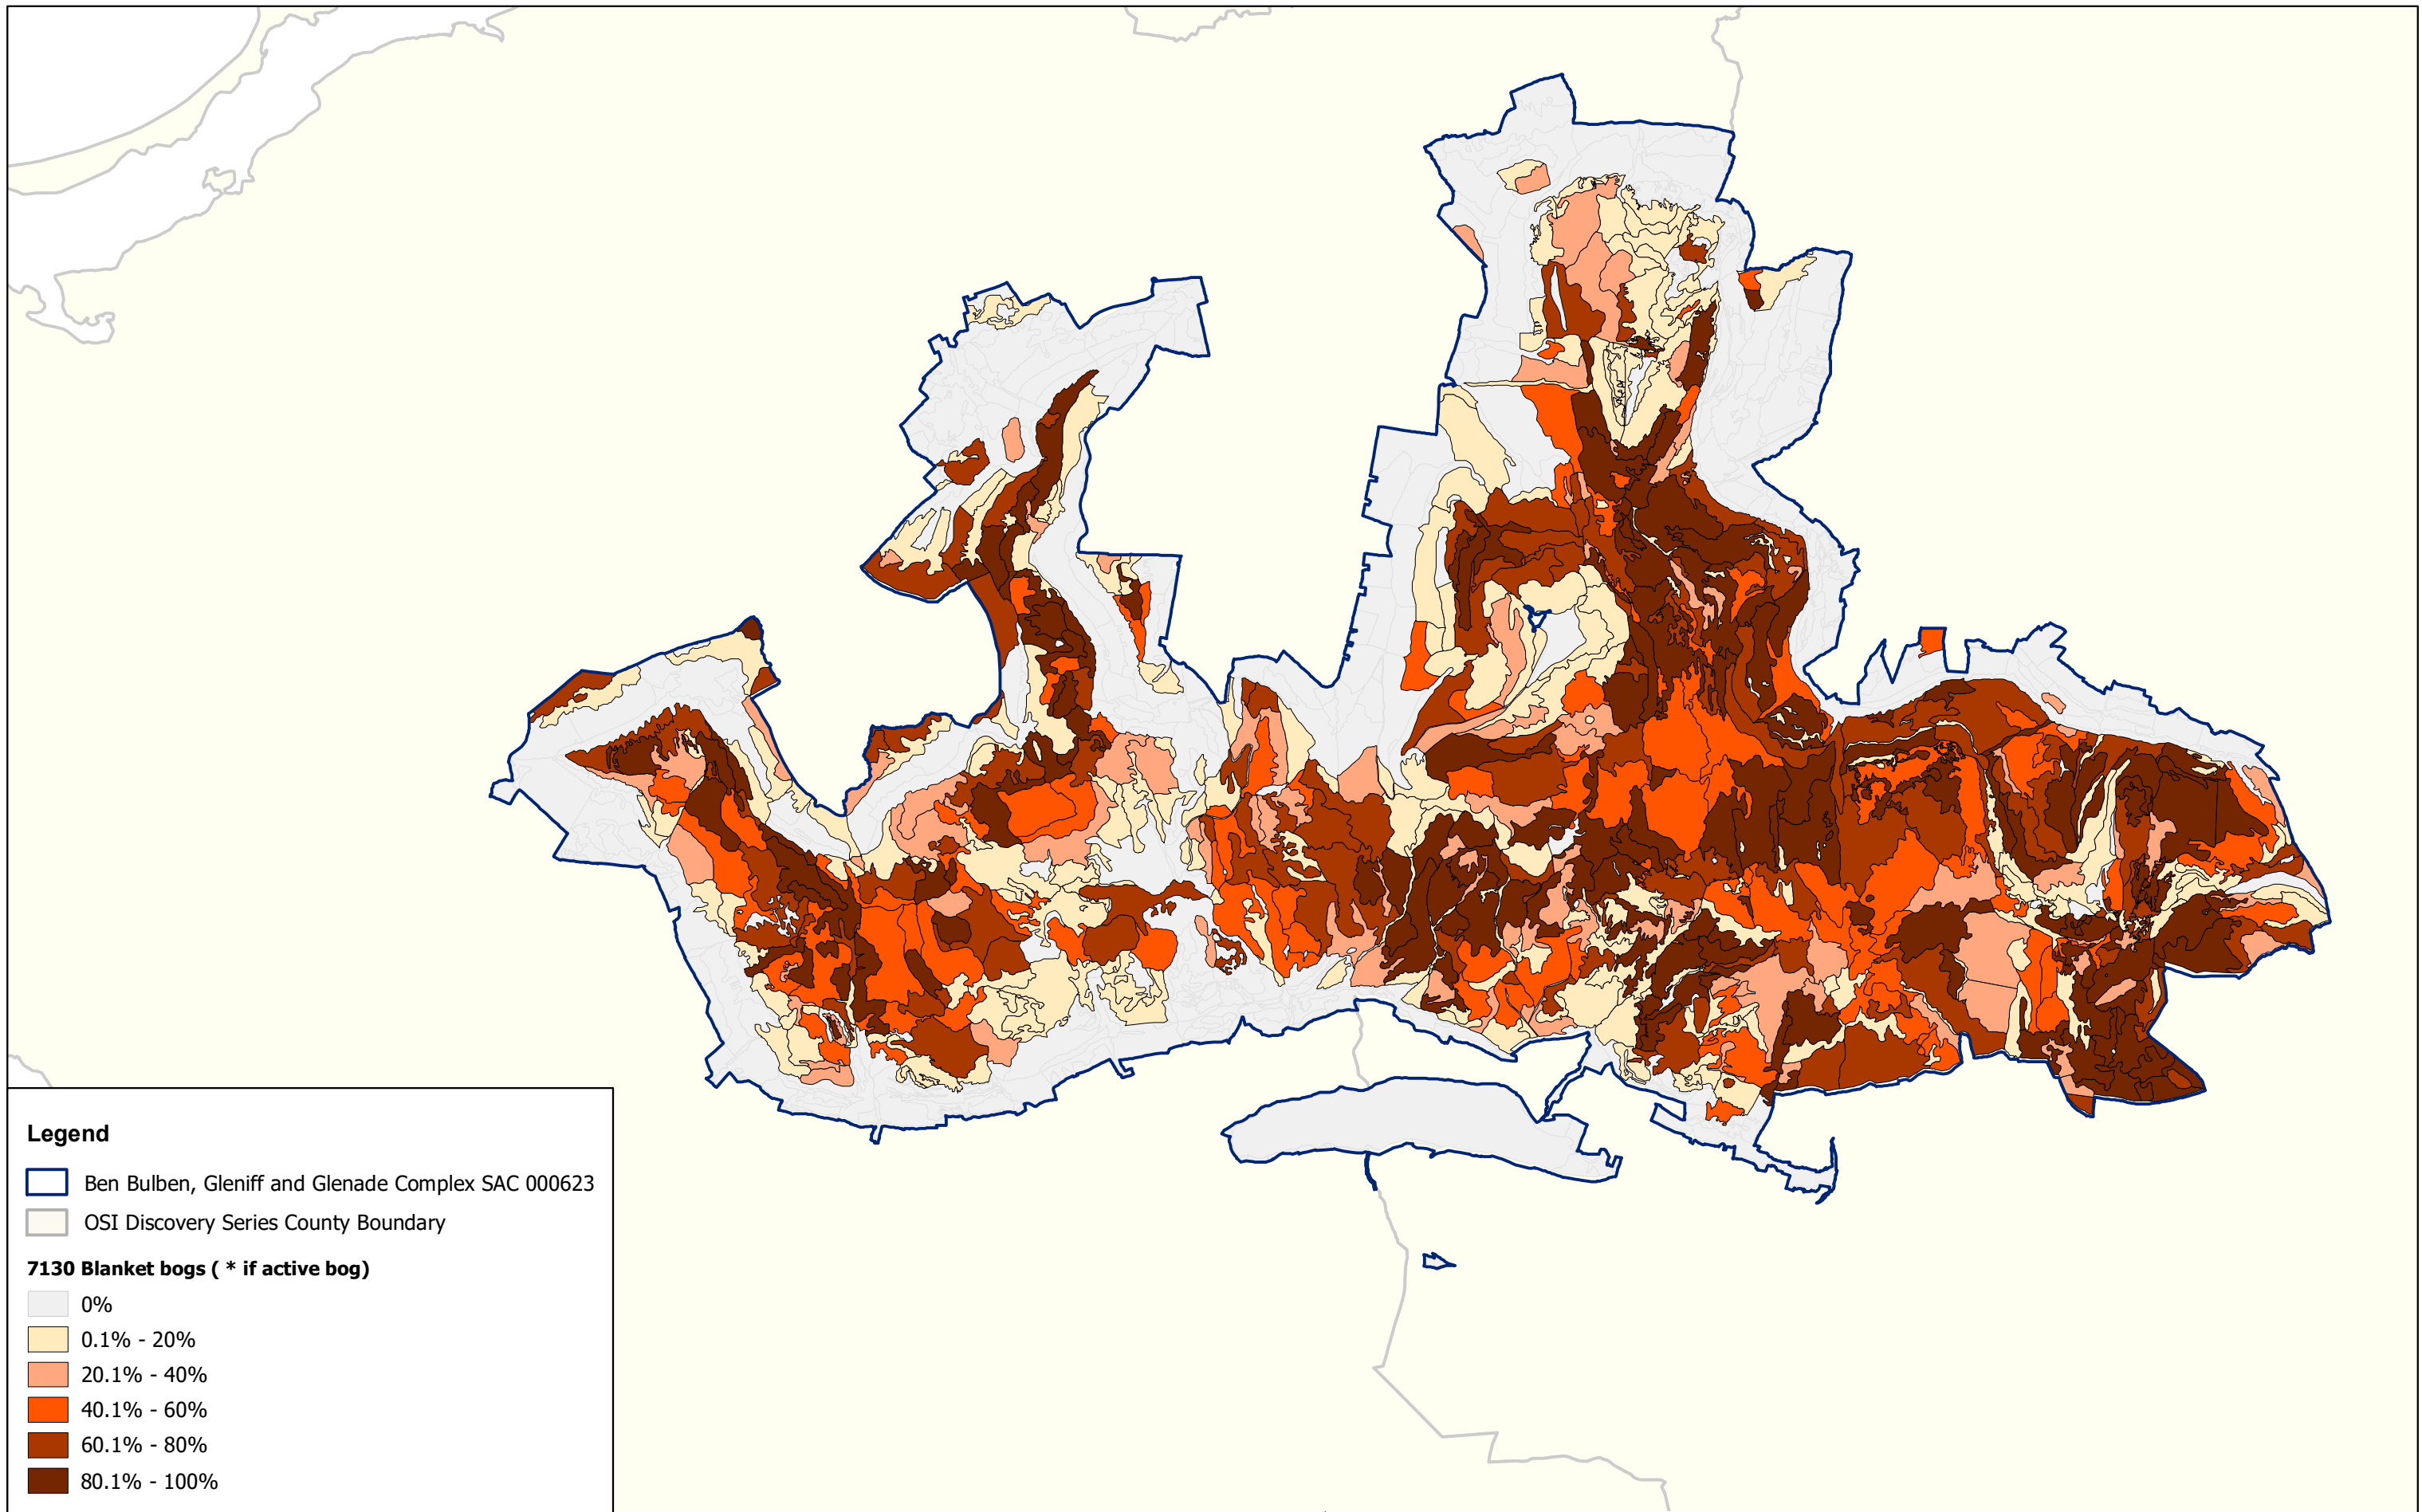 Legend
Ben Bulben, Gleniff and Glenade Complex SAC 000623
OSI Discovery Series County Boundary
7130 Blanket bogs ( * if active bog)
0%
0.1% - 20%
20.1% - 40%
40.1% - 60%
60.1% - 80%
80.1% - 100%